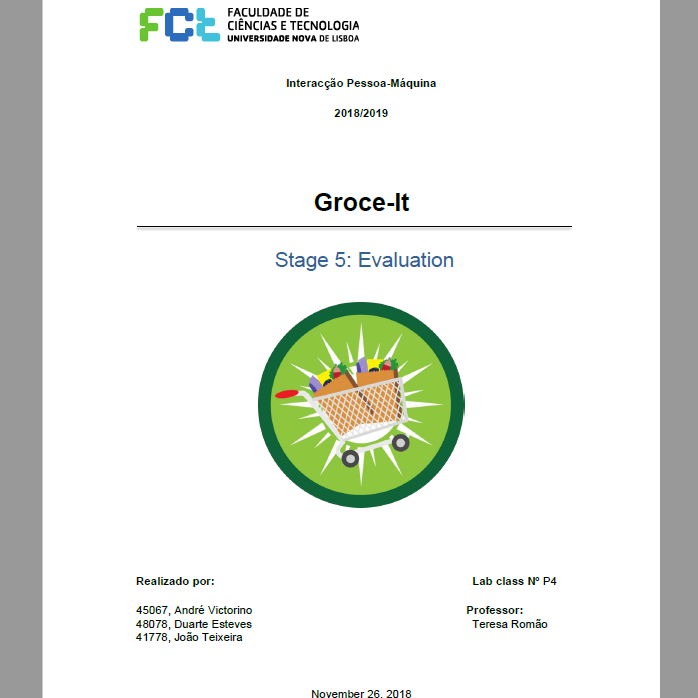 FCt
FACULDADE DE
CIÊNCIAS E TECNOLOGIA
UNIVERSIDADE NOVA DE LISBOA
Interacção Pessoa-Máquina
2018/2019
Groce-It
Stage 5: Evaluation
Realizado por:
Lab class Nº P4
45067, André Victorino
Professor:
48078, Duarte Esteves
Teresa Romão
41778, João Teixeira
November 26, 2018